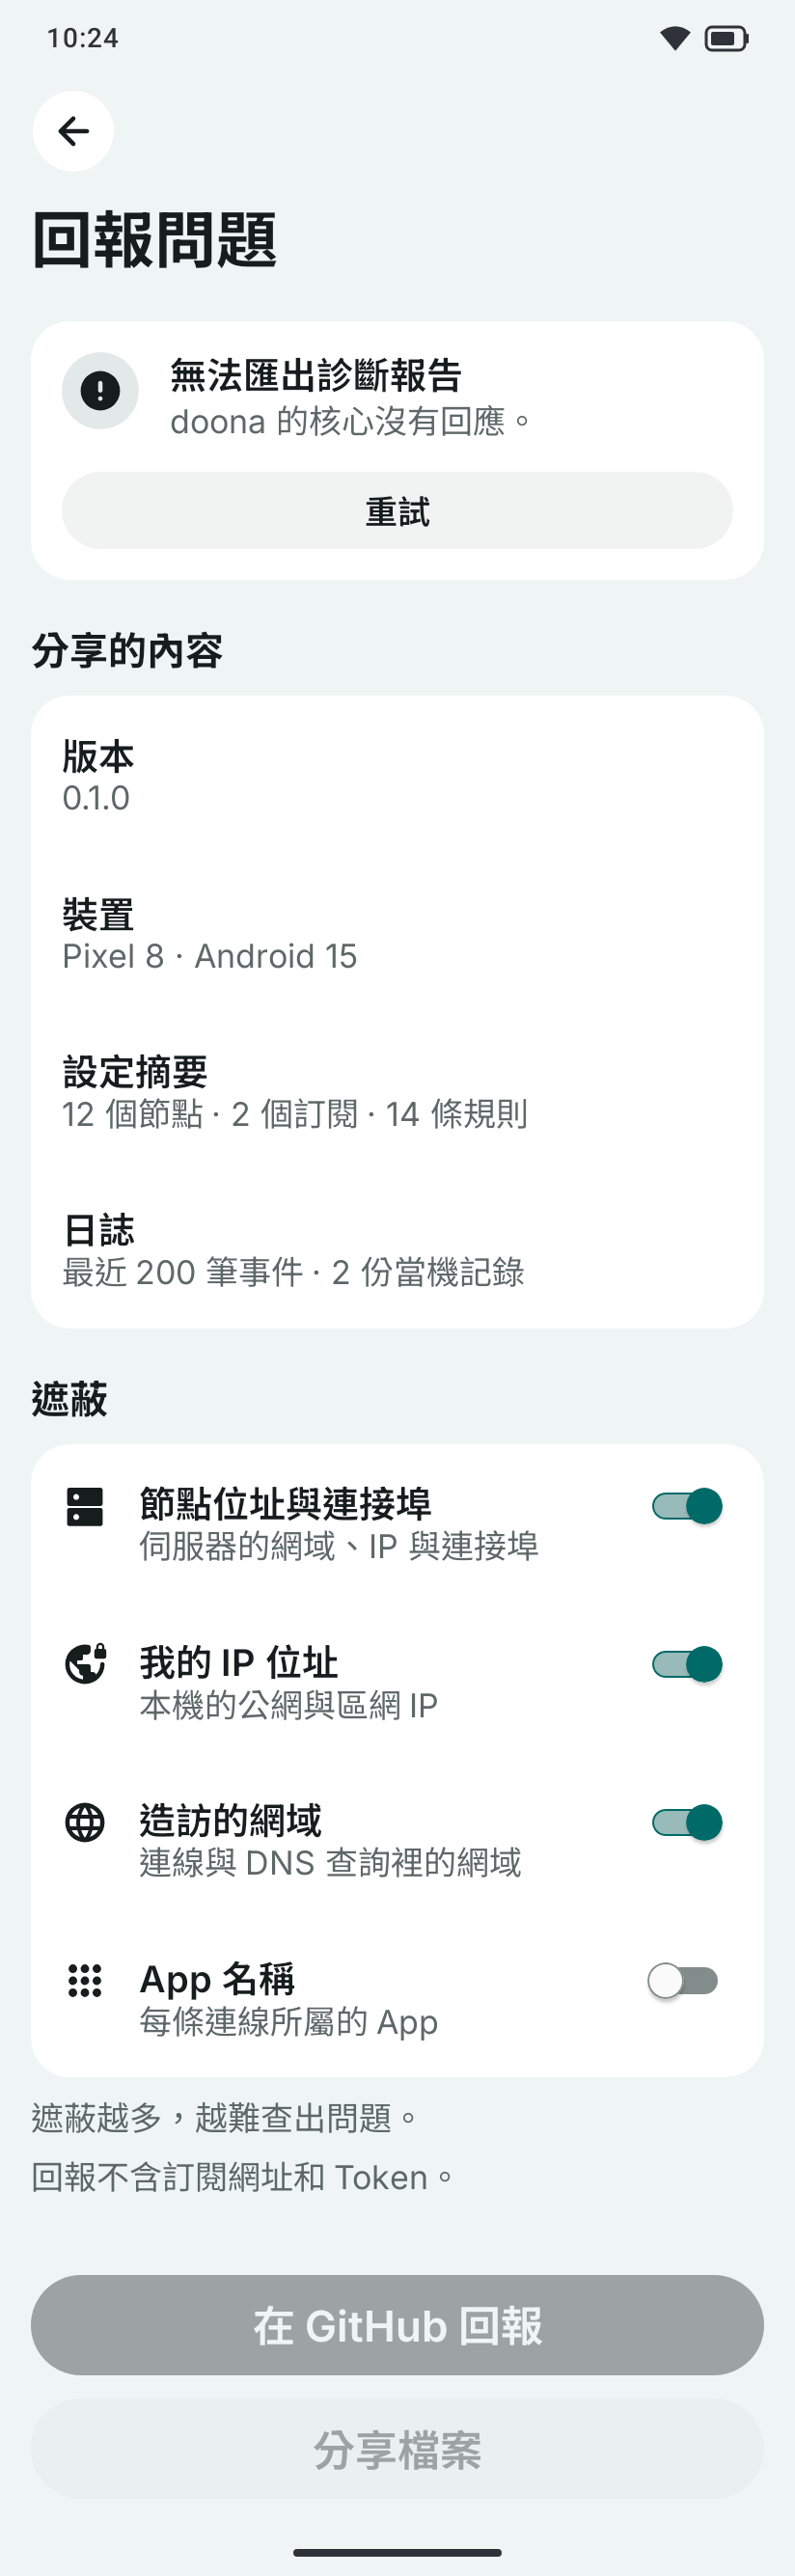 10:24
回報問題
無法匯出診斷報告
doona 的核心沒有回應。
重試
分享的內容
版本
0.1.0
裝置
Pixel 8 · Android 15
設定摘要
12 個節點 · 2 個訂閱 · 14 條規則
日誌
最近 200 筆事件 · 2 份當機記錄
遮蔽
節點位址與連接埠
伺服器的網域、IP 與連接埠
我的 IP 位址
本機的公網與區網 IP
造訪的網域
連線與 DNS 查詢裡的網域
App 名稱
每條連線所屬的 App
遮蔽越多，越難查出問題。
回報不含訂閱網址和 Token。
在 GitHub 回報
分享檔案